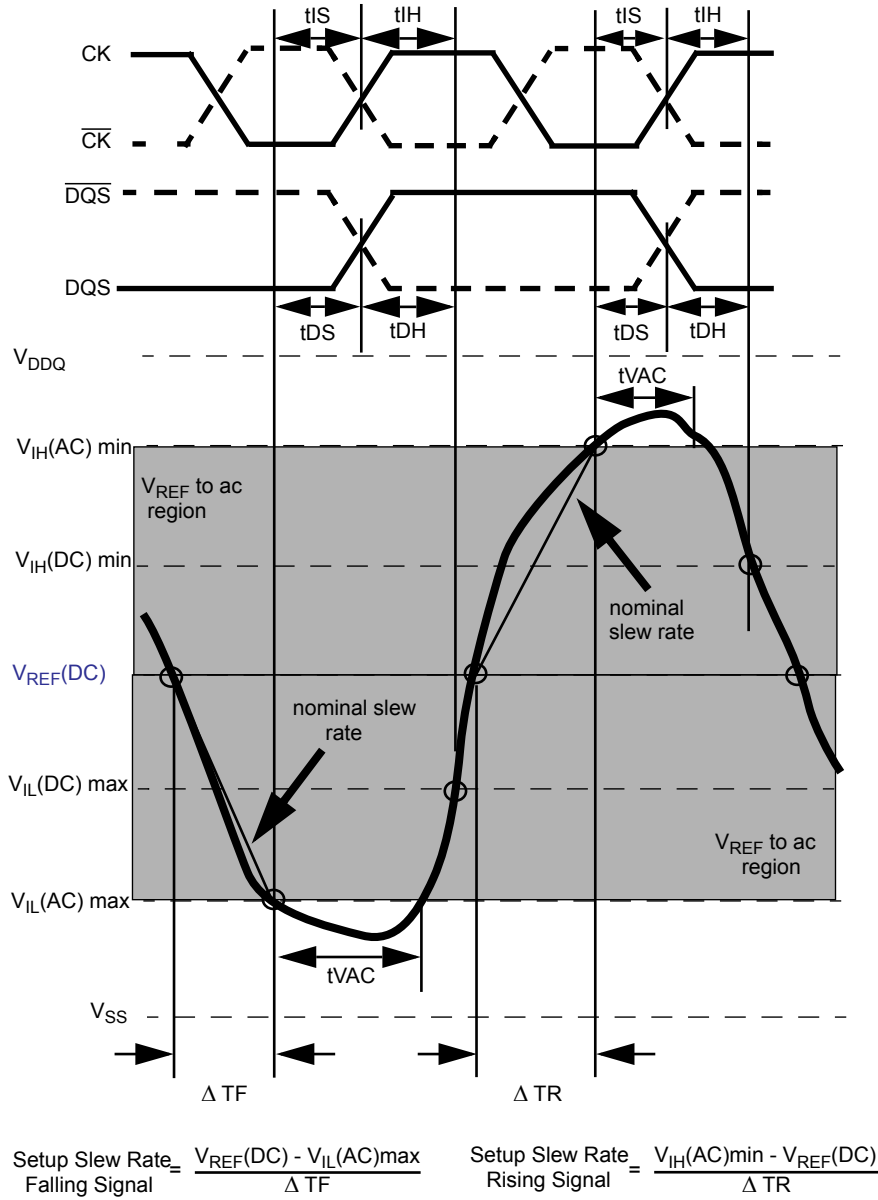 tIS tIH tIS tIH
CK
CK
DQS
DQS
tDS tDH tDS tDH
VDDQ
tVAC
VIH(AC) min
VREF to ac
region
VIH(DC) min
nominal
slew rate
VREF(DC)
nominal slew
rate
VIL(DC) max
VREF to ac
region
VIL(AC) max
tVAC
VSS
Δ TF Δ TR
Setup Slew Rate
Falling Signal
= VREF(DC) - VIL(AC)max
Δ TF
Setup Slew Rate
Rising Signal
= VIH(AC)min - VREF(DC)
Δ TR